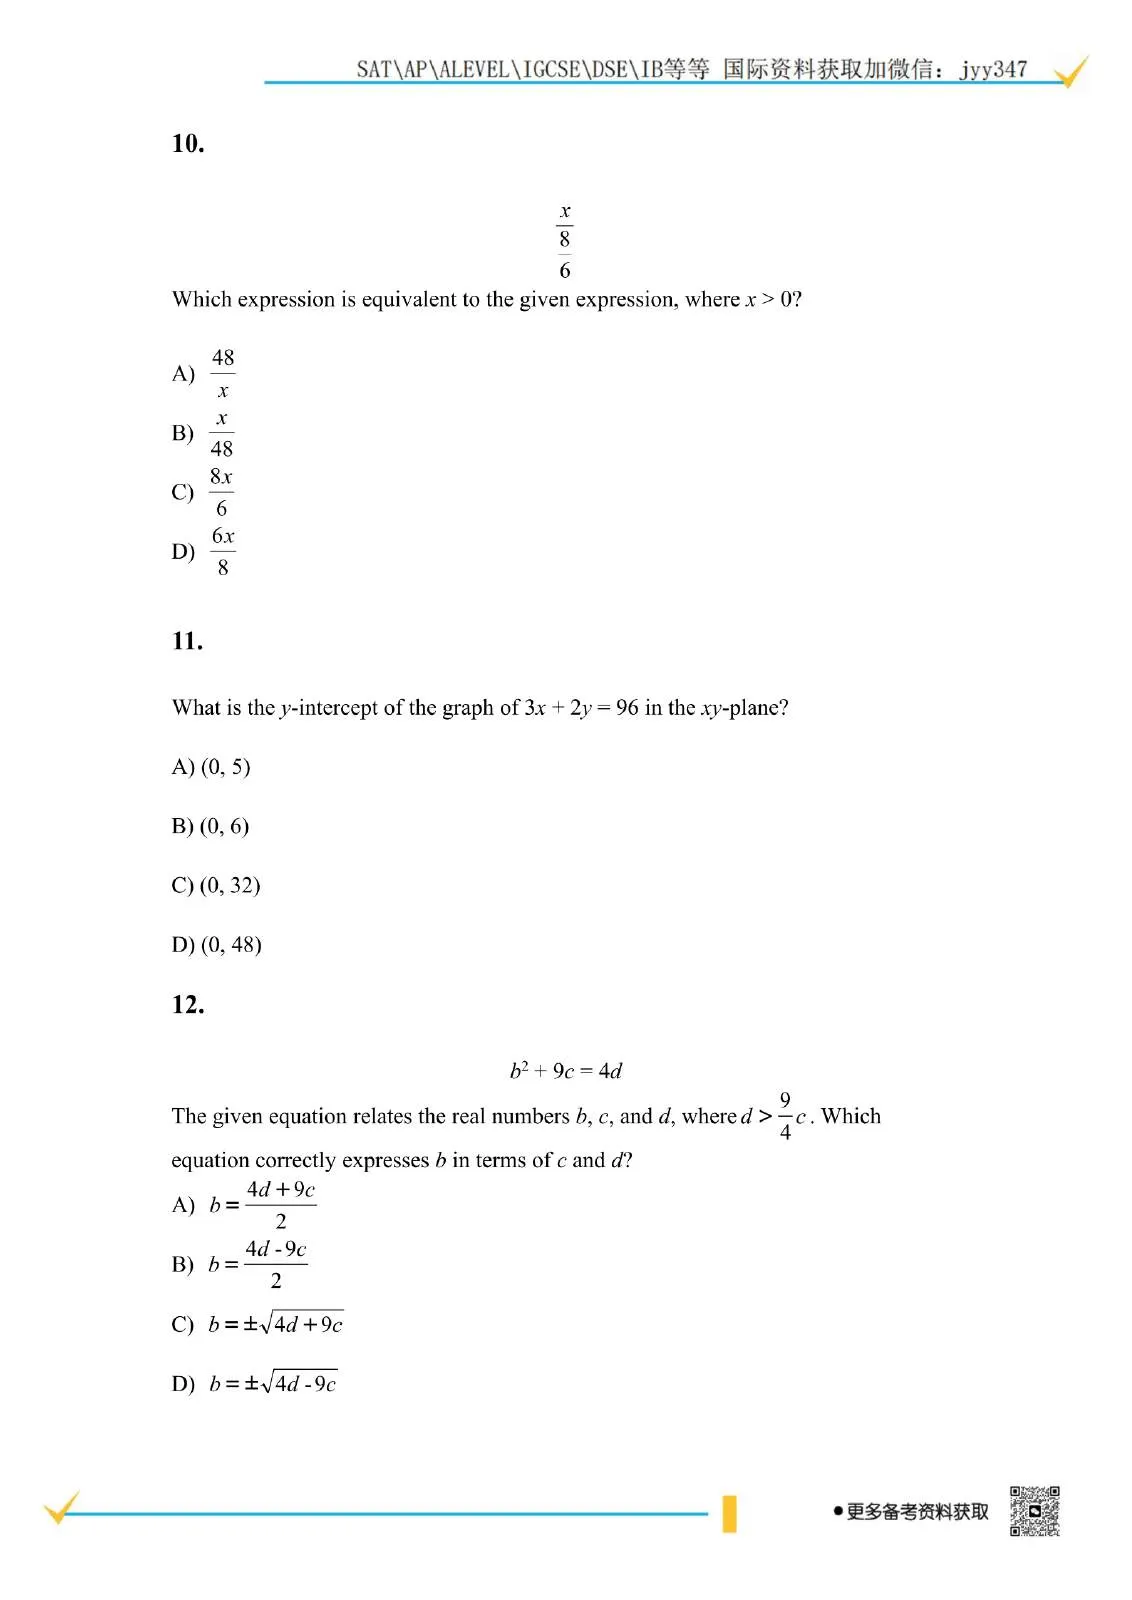 SAT\AP\ALEVEL\IGCSE\DSE\IB等等 国际资料获取加微信：jyy347
10.
x
8
6
Which expression is equivalent to the given expression, where x > 0?
A) 48/x
B) x/48
C) 8x/6
D) 6x/8
11.
What is the y-intercept of the graph of 3x + 2y = 96 in the xy-plane?
A) (0, 5)
B) (0, 6)
C) (0, 32)
D) (0, 48)
12.
b² + 9c = 4d
The given equation relates the real numbers b, c, and d, where d > 9/4 c. Which
equation correctly expresses b in terms of c and d?
A) b = 4d + 9c / 2
B) b = 4d - 9c / 2
C) b = ±√4d + 9c
D) b = ±√4d - 9c
●更多备考资料获取